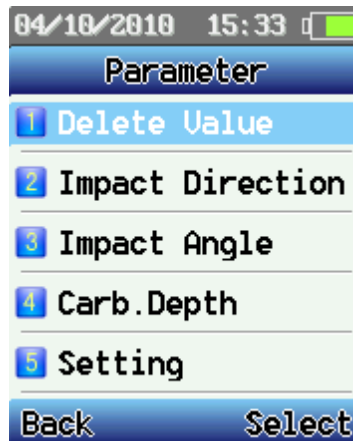 04/10/2010 15:33
Parameter
1 Delete Value
2 Impact Direction
3 Impact Angle
4 Carb.Depth
5 Setting
Back Select